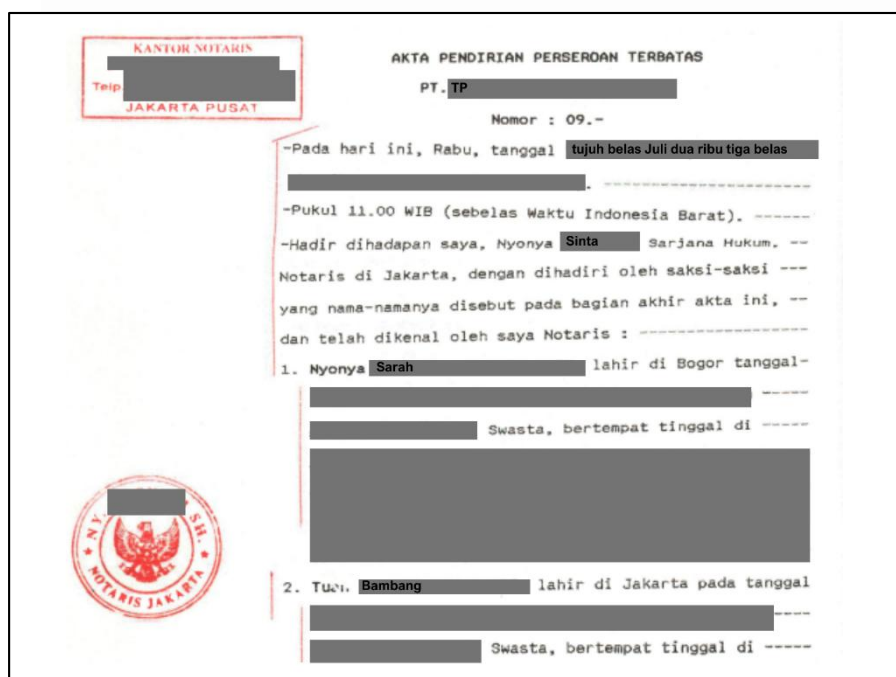 KANTOR NOTARIS
Telp.
JAKARTA PUSAT
AKTA PENDIRIAN PERSEROAN TERBATAS
PT. TP
Nomor : 09.-
-Pada hari ini, Rabu, tanggal tujuh belas Juli dua ribu tiga belas
. ----------------------
-Pukul 11.00 WIB (sebelas Waktu Indonesia Barat). ------
-Hadir dihadapan saya, Nyonya Sinta Sarjana Hukum, --
Notaris di Jakarta, dengan dihadiri oleh saksi-saksi ---
yang nama-namanya disebut pada bagian akhir akta ini, --
dan telah dikenal oleh saya Notaris : ------------------
1. Nyonya Sarah lahir di Bogor tanggal-
-----
Swasta, bertempat tinggal di -----
NY. SH.
NOTARIS JAKARTA
2. Tuan Bambang lahir di Jakarta pada tanggal
----
Swasta, bertempat tinggal di -----